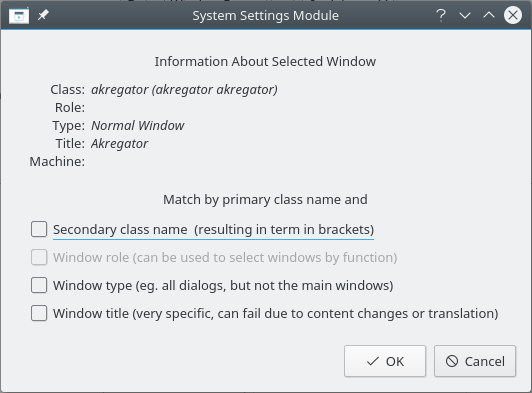 System Settings Module
Information About Selected Window
Class: akregator (akregator akregator)
Role:
Type: Normal Window
Title: Akregator
Machine:
Match by primary class name and
Secondary class name (resulting in term in brackets)
Window role (can be used to select windows by function)
Window type (eg. all dialogs, but not the main windows)
Window title (very specific, can fail due to content changes or translation)
OK
Cancel